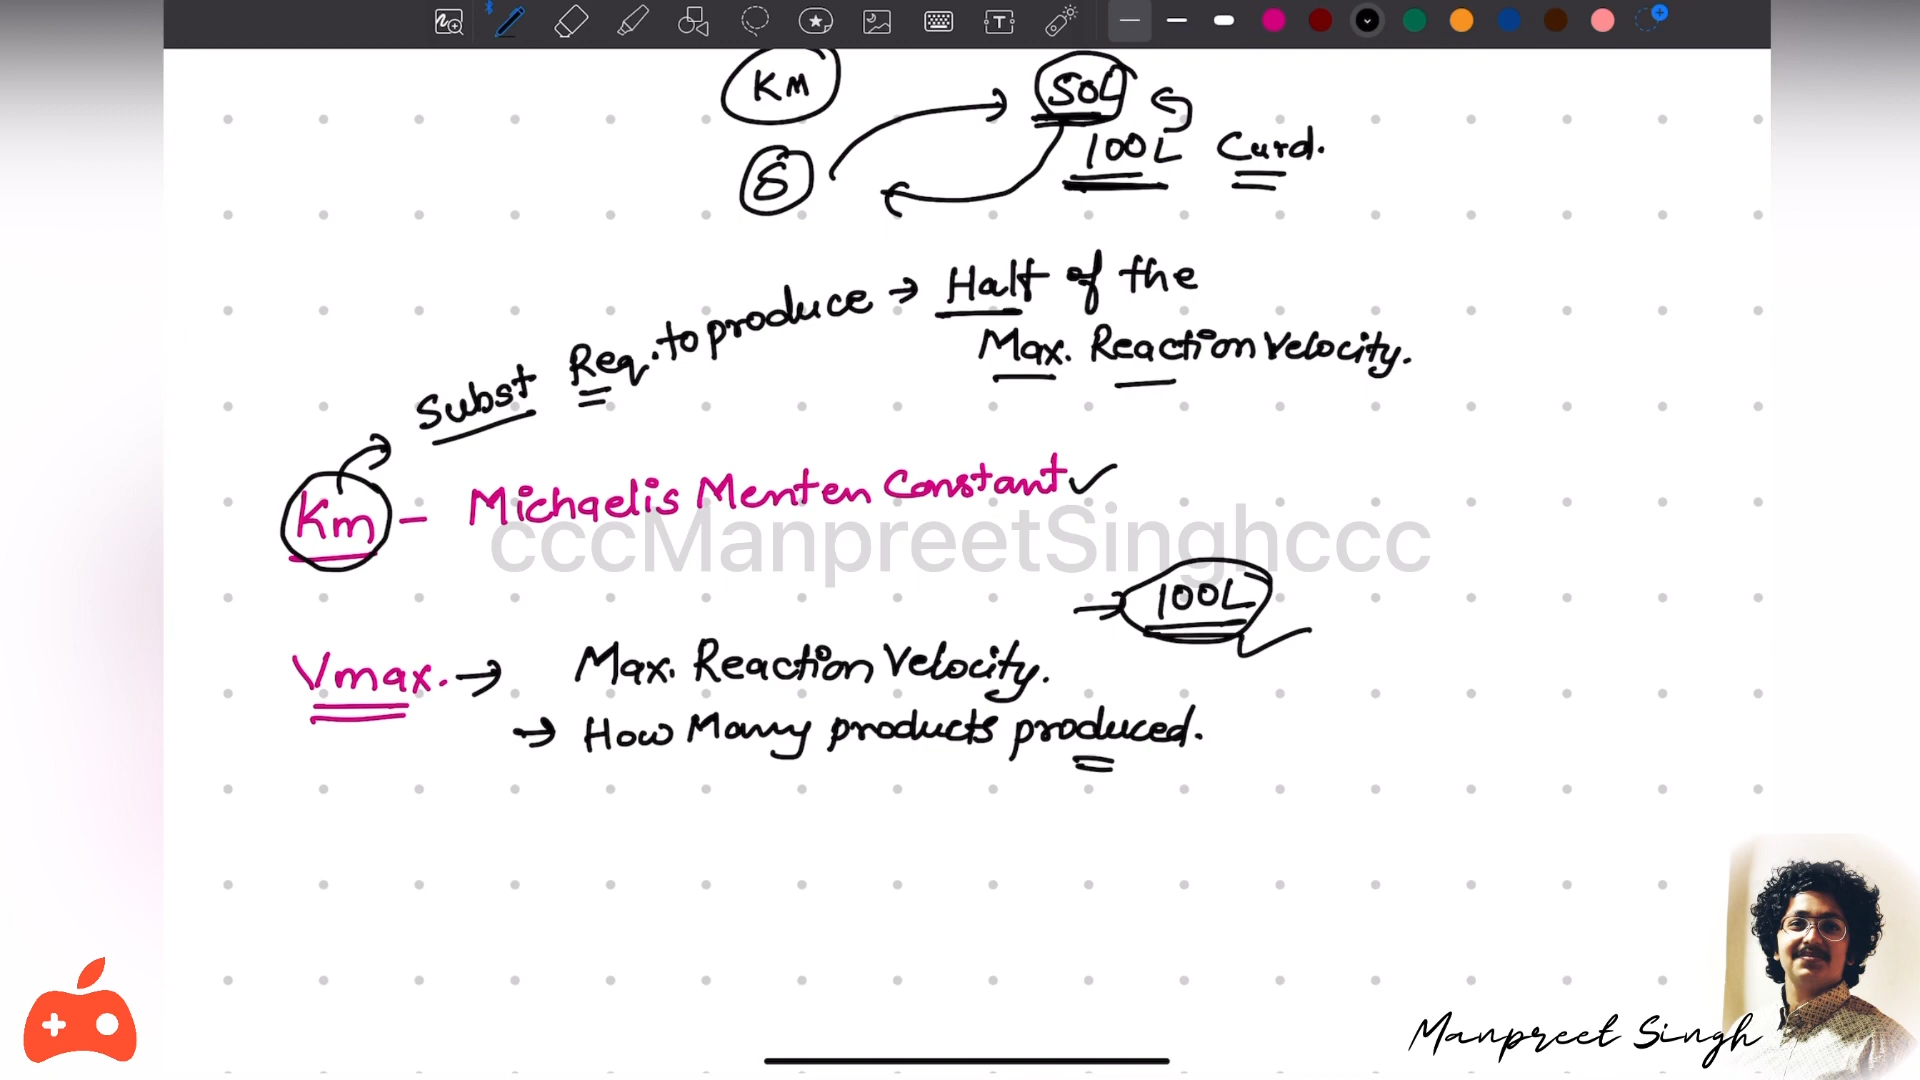 KM
50L
S
100L Curd.
Subst Req. to produce → Half of the
Max. Reaction Velocity.
Km - Michaelis Menten Constant ✓
cccManpreetSinghccc
100L
Vmax. → Max. Reaction Velocity.
→ How Many products produced.
Manpreet Singh